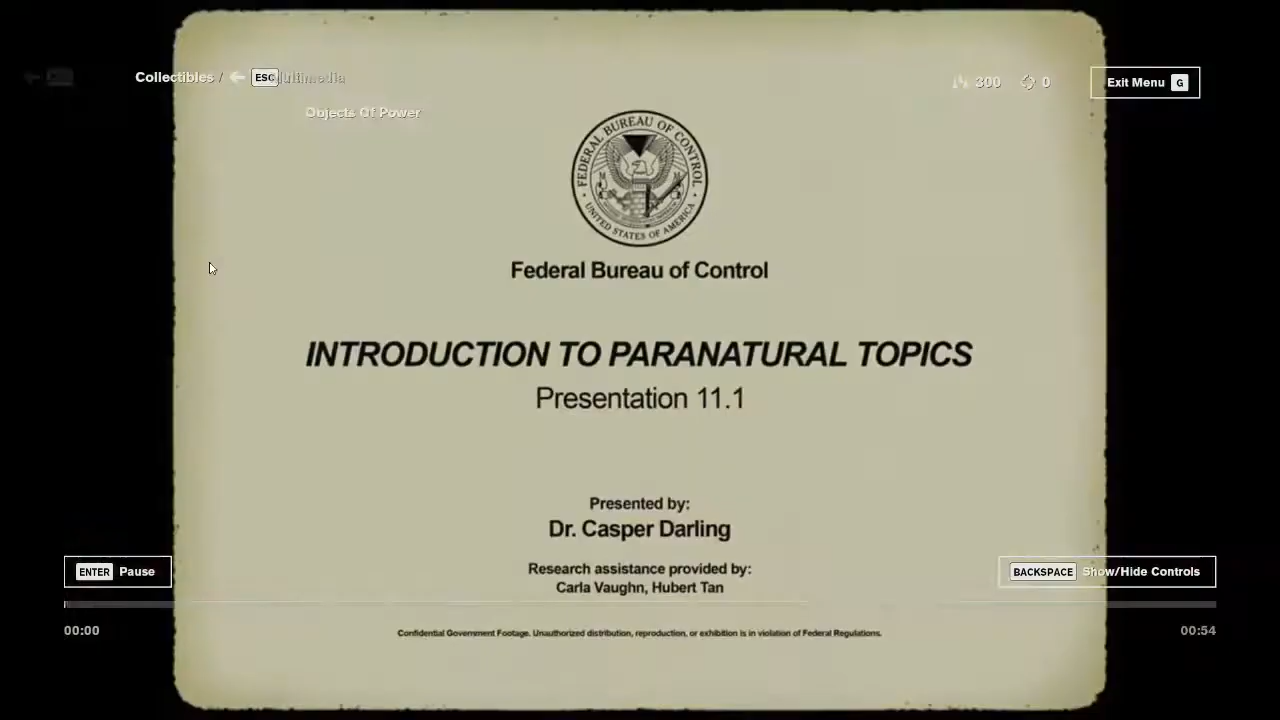 Collectibles / ESC Multimedia
300 0 Exit Menu G
Objects Of Power
FEDERAL BUREAU OF CONTROL
UNITED STATES OF AMERICA
Federal Bureau of Control
INTRODUCTION TO PARANATURAL TOPICS
Presentation 11.1
Presented by:
Dr. Casper Darling
Research assistance provided by:
Carla Vaughn, Hubert Tan
ENTER Pause
BACKSPACE Show/Hide Controls
00:00
00:54
Confidential Government Footage. Unauthorized distribution, reproduction, or exhibition is in violation of Federal Regulations.